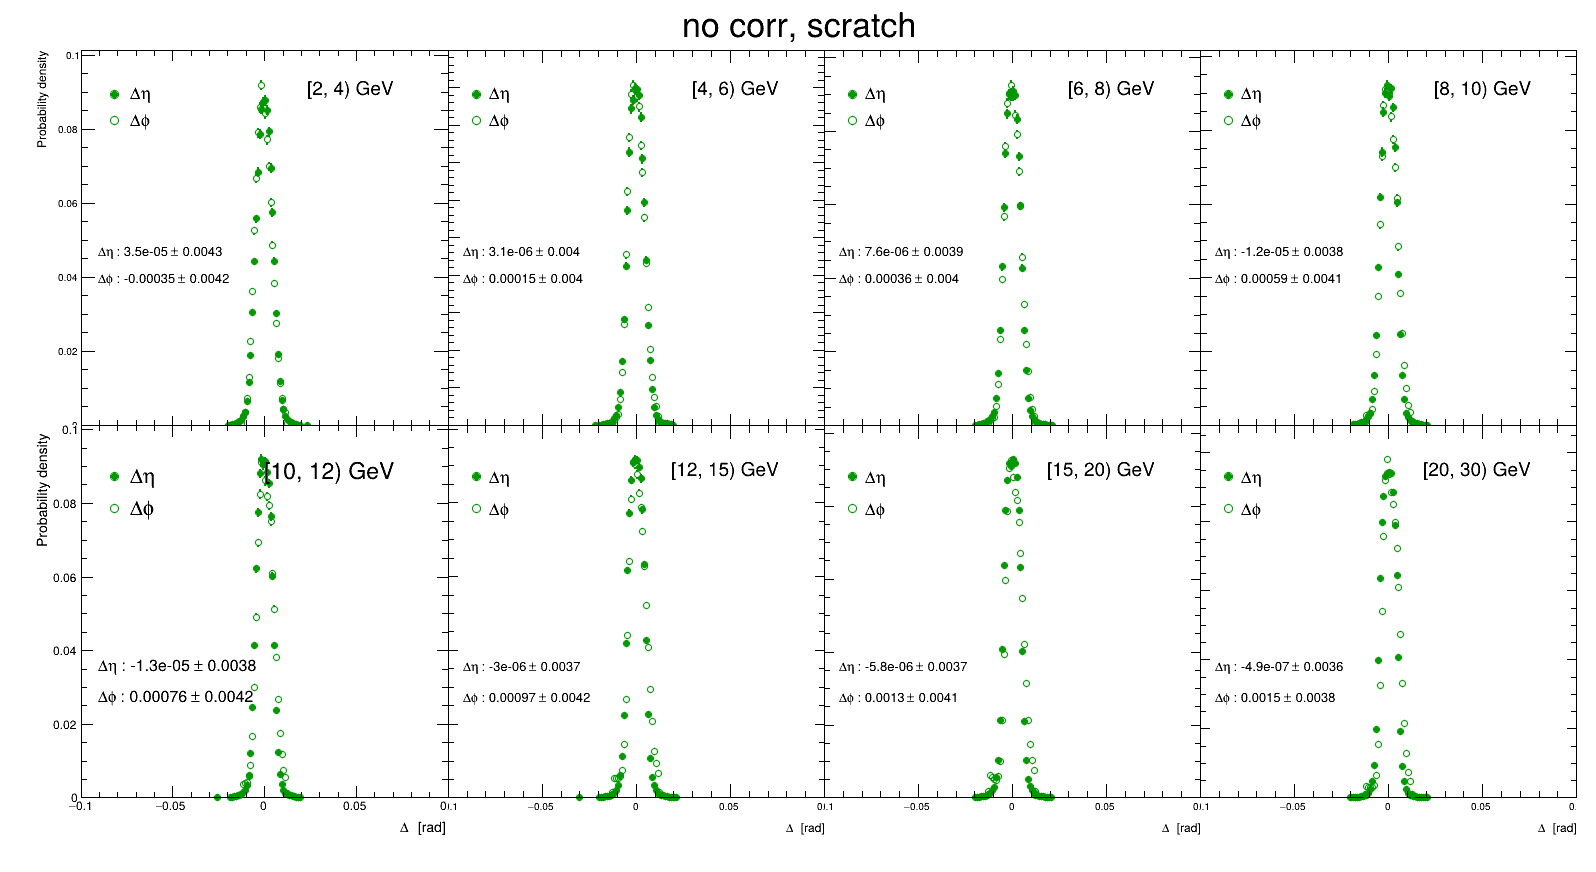 no corr, scratch
0.1
0.08
0.06
0.04
0.02
Probability density
Δη
Δϕ
[2, 4) GeV
Δη : 3.5e-05 ± 0.0043
Δϕ : -0.00035 ± 0.0042
Δη
Δϕ
[4, 6) GeV
Δη : 3.1e-06 ± 0.004
Δϕ : 0.00015 ± 0.004
Δη
Δϕ
[6, 8) GeV
Δη : 7.6e-06 ± 0.0039
Δϕ : 0.00036 ± 0.004
Δη
Δϕ
[8, 10) GeV
Δη : -1.2e-05 ± 0.0038
Δϕ : 0.00059 ± 0.0041
0.1
0.08
0.06
0.04
0.02
0
Probability density
Δη
Δϕ
[10, 12) GeV
Δη : -1.3e-05 ± 0.0038
Δϕ : 0.00076 ± 0.0042
−0.1 −0.05 0 0.05
Δ [rad]
Δη
Δϕ
[12, 15) GeV
Δη : -3e-06 ± 0.0037
Δϕ : 0.00097 ± 0.0042
−0.05 0 0.05
Δ [rad]
Δη
Δϕ
[15, 20) GeV
Δη : -5.8e-06 ± 0.0037
Δϕ : 0.0013 ± 0.0041
−0.05 0 0.05
Δ [rad]
Δη
Δϕ
[20, 30) GeV
Δη : -4.9e-07 ± 0.0036
Δϕ : 0.0015 ± 0.0038
−0.05 0 0.05
Δ [rad]